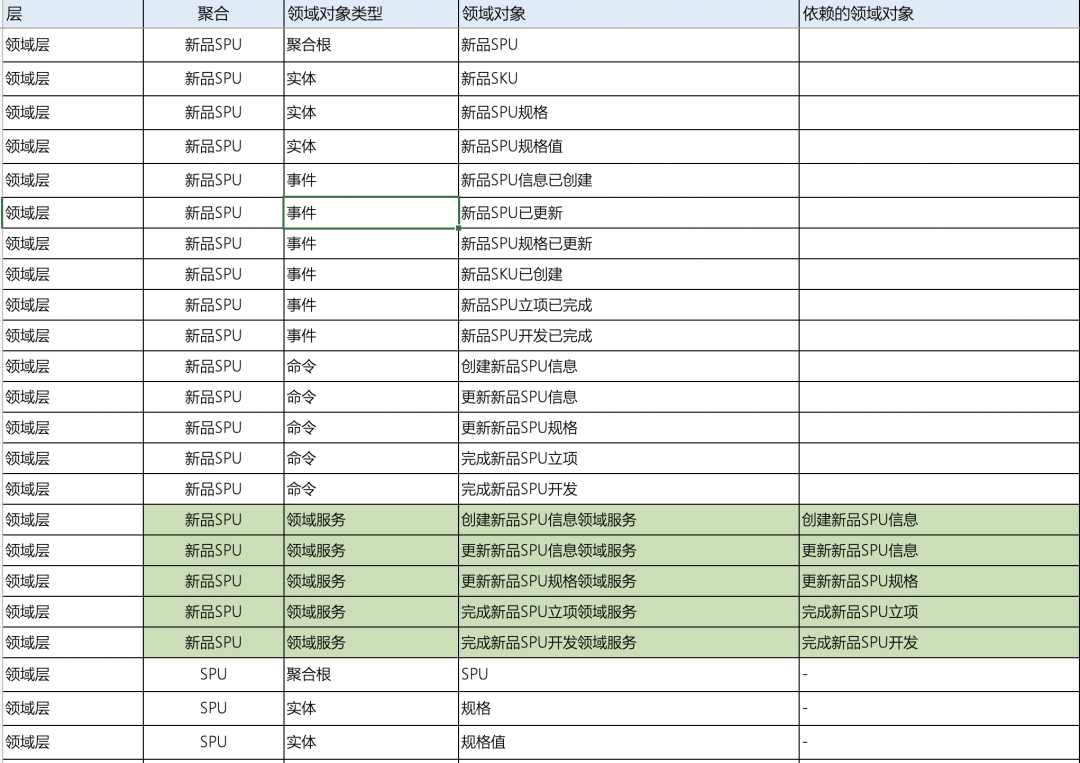 层 聚合 领域对象类型 领域对象 依赖的领域对象
领域层 新品SPU 聚合根 新品SPU
领域层 新品SPU 实体 新品SKU
领域层 新品SPU 实体 新品SPU规格
领域层 新品SPU 实体 新品SPU规格值
领域层 新品SPU 事件 新品SPU信息已创建
领域层 新品SPU 事件 新品SPU已更新
领域层 新品SPU 事件 新品SPU规格已更新
领域层 新品SPU 事件 新品SKU已创建
领域层 新品SPU 事件 新品SPU立项已完成
领域层 新品SPU 事件 新品SPU开发已完成
领域层 新品SPU 命令 创建新品SPU信息
领域层 新品SPU 命令 更新新品SPU信息
领域层 新品SPU 命令 更新新品SPU规格
领域层 新品SPU 命令 完成新品SPU立项
领域层 新品SPU 命令 完成新品SPU开发
领域层 新品SPU 领域服务 创建新品SPU信息领域服务 创建新品SPU信息
领域层 新品SPU 领域服务 更新新品SPU信息领域服务 更新新品SPU信息
领域层 新品SPU 领域服务 更新新品SPU规格领域服务 更新新品SPU规格
领域层 新品SPU 领域服务 完成新品SPU立项领域服务 完成新品SPU立项
领域层 新品SPU 领域服务 完成新品SPU开发领域服务 完成新品SPU开发
领域层 SPU 聚合根 SPU -
领域层 SPU 实体 规格 -
领域层 SPU 实体 规格值 -